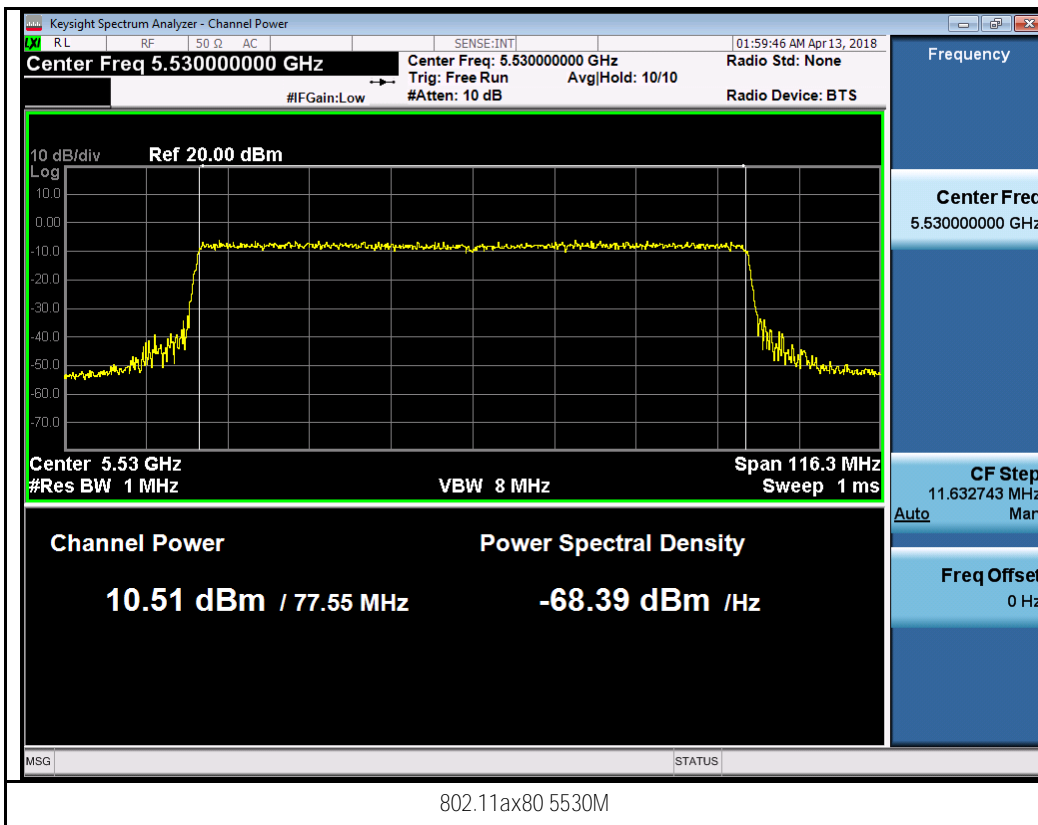 Keysight Spectrum Analyzer - Channel Power
LXI RL RF 50 Ω AC SENSE:INT 01:59:46 AM Apr 13, 2018
Center Freq 5.530000000 GHz
#IFGain:Low
Center Freq: 5.530000000 GHz
Trig: Free Run Avg|Hold: 10/10
#Atten: 10 dB
Radio Std: None
Radio Device: BTS
10 dB/div Ref 20.00 dBm
Log
10.0
0.00
-10.0
-20.0
-30.0
-40.0
-50.0
-60.0
-70.0
Center 5.53 GHz Span 116.3 MHz
#Res BW 1 MHz VBW 8 MHz Sweep 1 ms
Channel Power Power Spectral Density
10.51 dBm / 77.55 MHz -68.39 dBm /Hz
Frequency
Center Freq
5.530000000 GHz
CF Step
11.632743 MHz
Auto Man
Freq Offset
0 Hz
MSG STATUS
802.11ax80 5530M